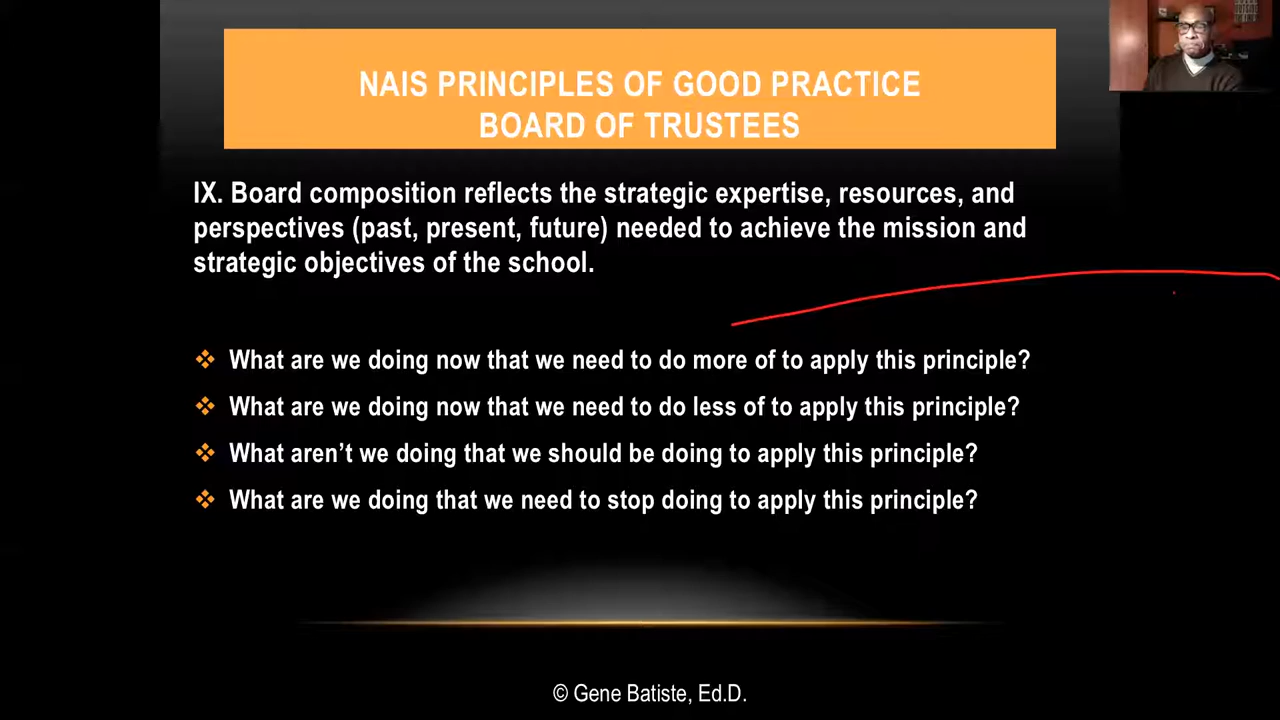 NAIS PRINCIPLES OF GOOD PRACTICE
BOARD OF TRUSTEES
IX. Board composition reflects the strategic expertise, resources, and
perspectives (past, present, future) needed to achieve the mission and
strategic objectives of the school.
❖ What are we doing now that we need to do more of to apply this principle?
❖ What are we doing now that we need to do less of to apply this principle?
❖ What aren’t we doing that we should be doing to apply this principle?
❖ What are we doing that we need to stop doing to apply this principle?
© Gene Batiste, Ed.D.